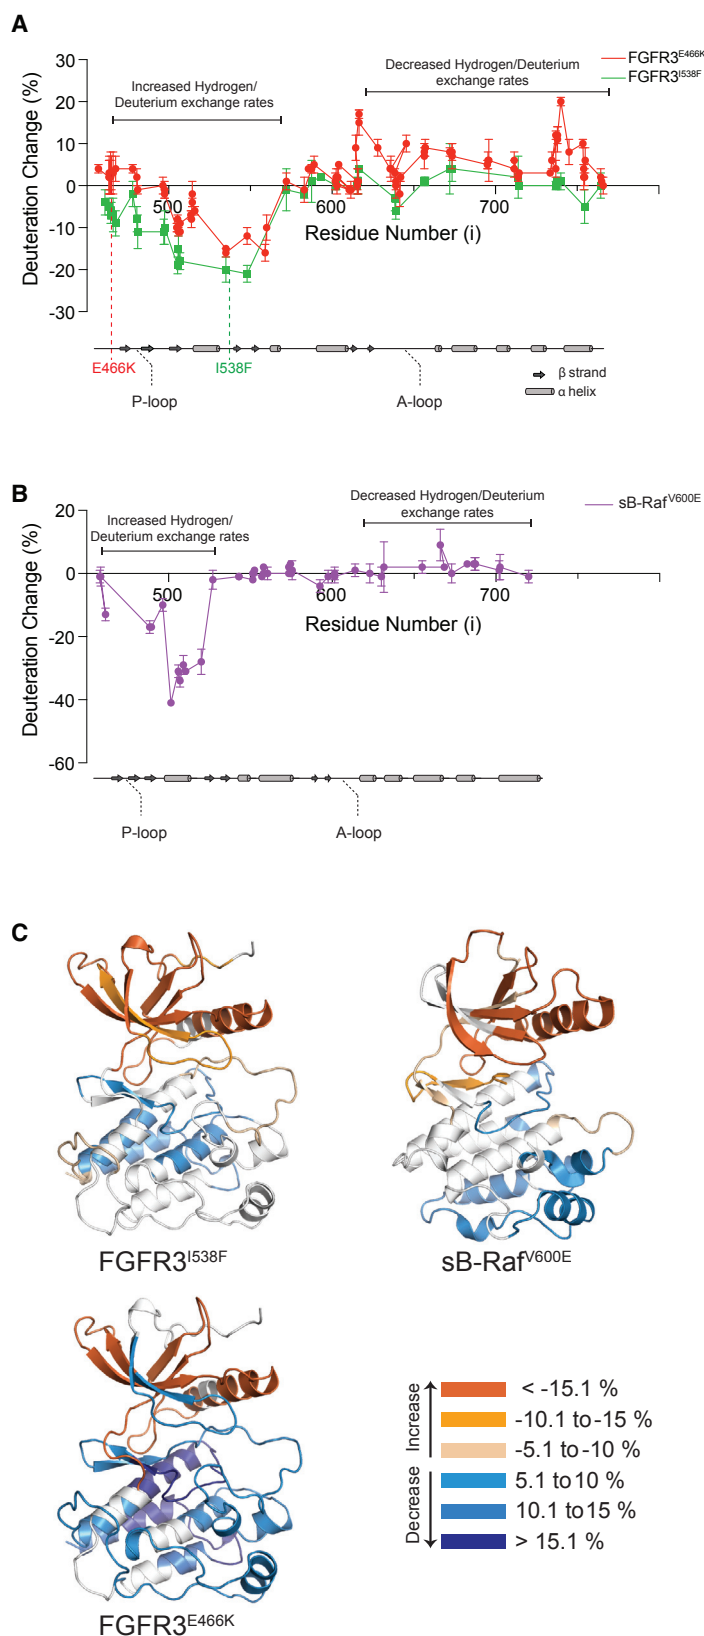 A
FGFR3E466K
FGFR3I538F
Increased Hydrogen/
Deuterium exchange rates
Decreased Hydrogen/Deuterium
exchange rates
Deuteration Change (%)
30
20
10
0
-10
-20
-30
500
600
700
Residue Number (i)
E466K
I538F
P-loop
A-loop
β strand
α helix
B
sB-RafV600E
Increased Hydrogen/
Deuterium exchange rates
Decreased Hydrogen/Deuterium
exchange rates
Deuteration Change (%)
20
0
-20
-40
-60
500
600
700
Residue Number (i)
P-loop
A-loop
C
FGFR3I538F
sB-RafV600E
FGFR3E466K
Increase
Decrease
< -15.1 %
-10.1 to -15 %
-5.1 to -10 %
5.1 to 10 %
10.1 to 15 %
> 15.1 %